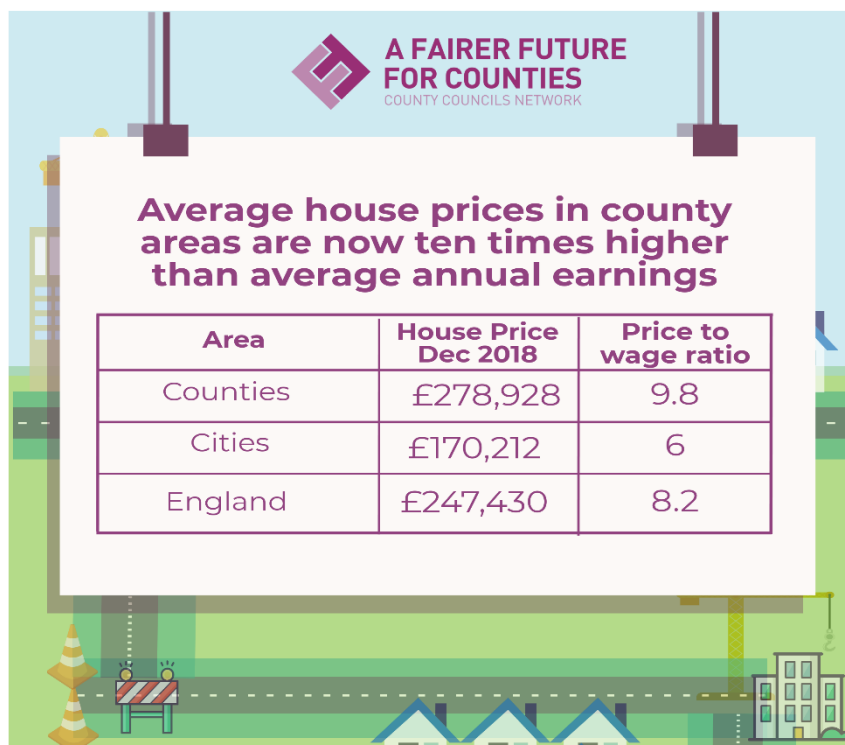 A FAIRER FUTURE
FOR COUNTIES
COUNTY COUNCILS NETWORK
Average house prices in county
areas are now ten times higher
than average annual earnings
Area
House Price
Dec 2018
Price to
wage ratio
Counties £278,928 9.8
Cities £170,212 6
England £247,430 8.2